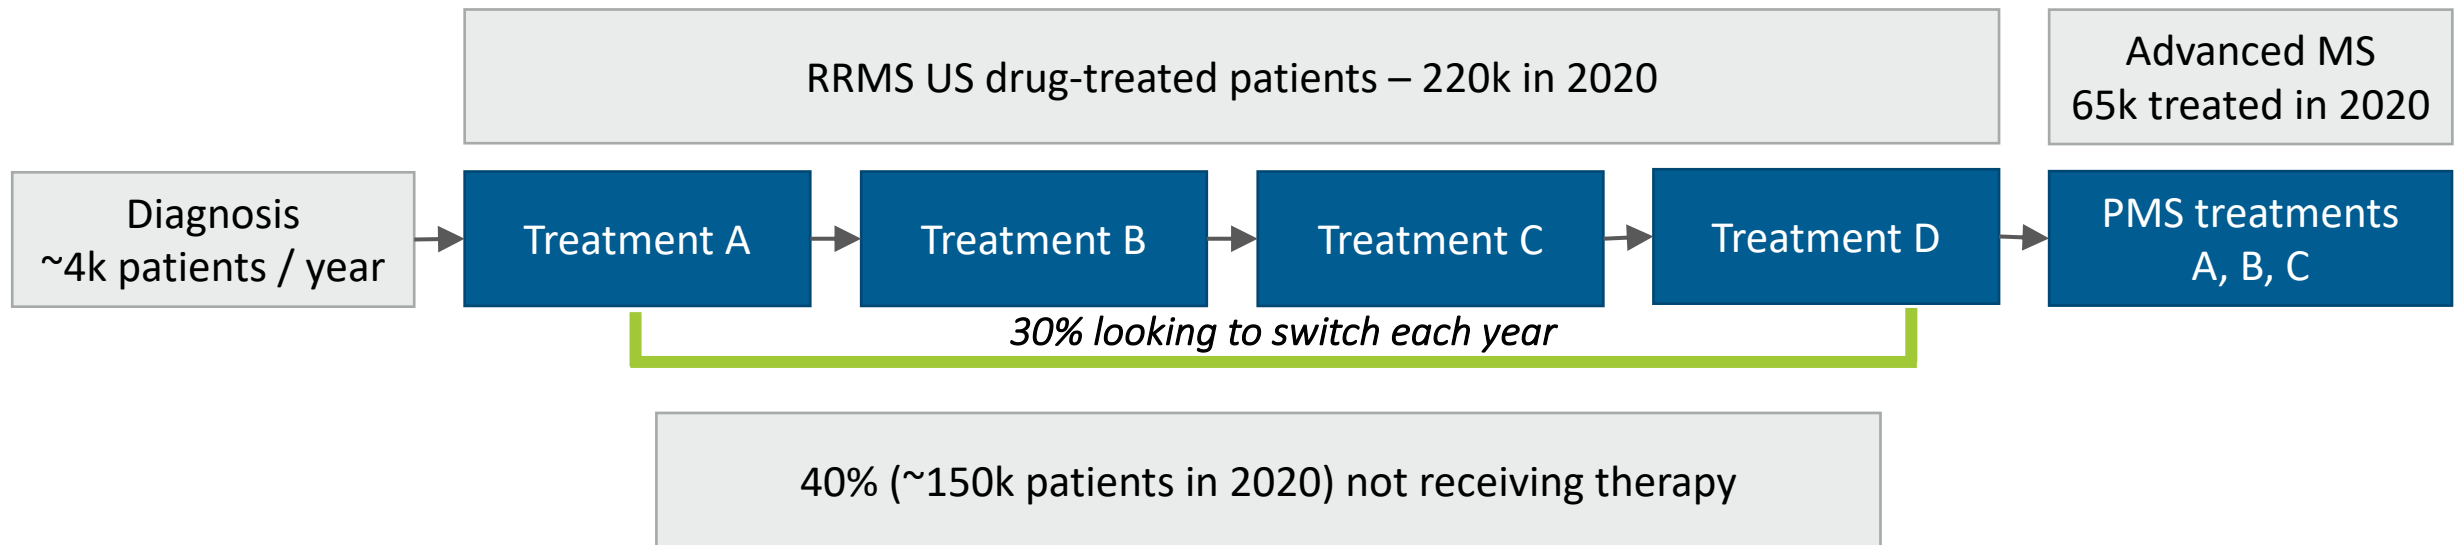 RRMS US drug-treated patients – 220k in 2020
Advanced MS
65k treated in 2020
Diagnosis
~4k patients / year
Treatment A
Treatment B
Treatment C
Treatment D
PMS treatments
A, B, C
30% looking to switch each year
40% (~150k patients in 2020) not receiving therapy